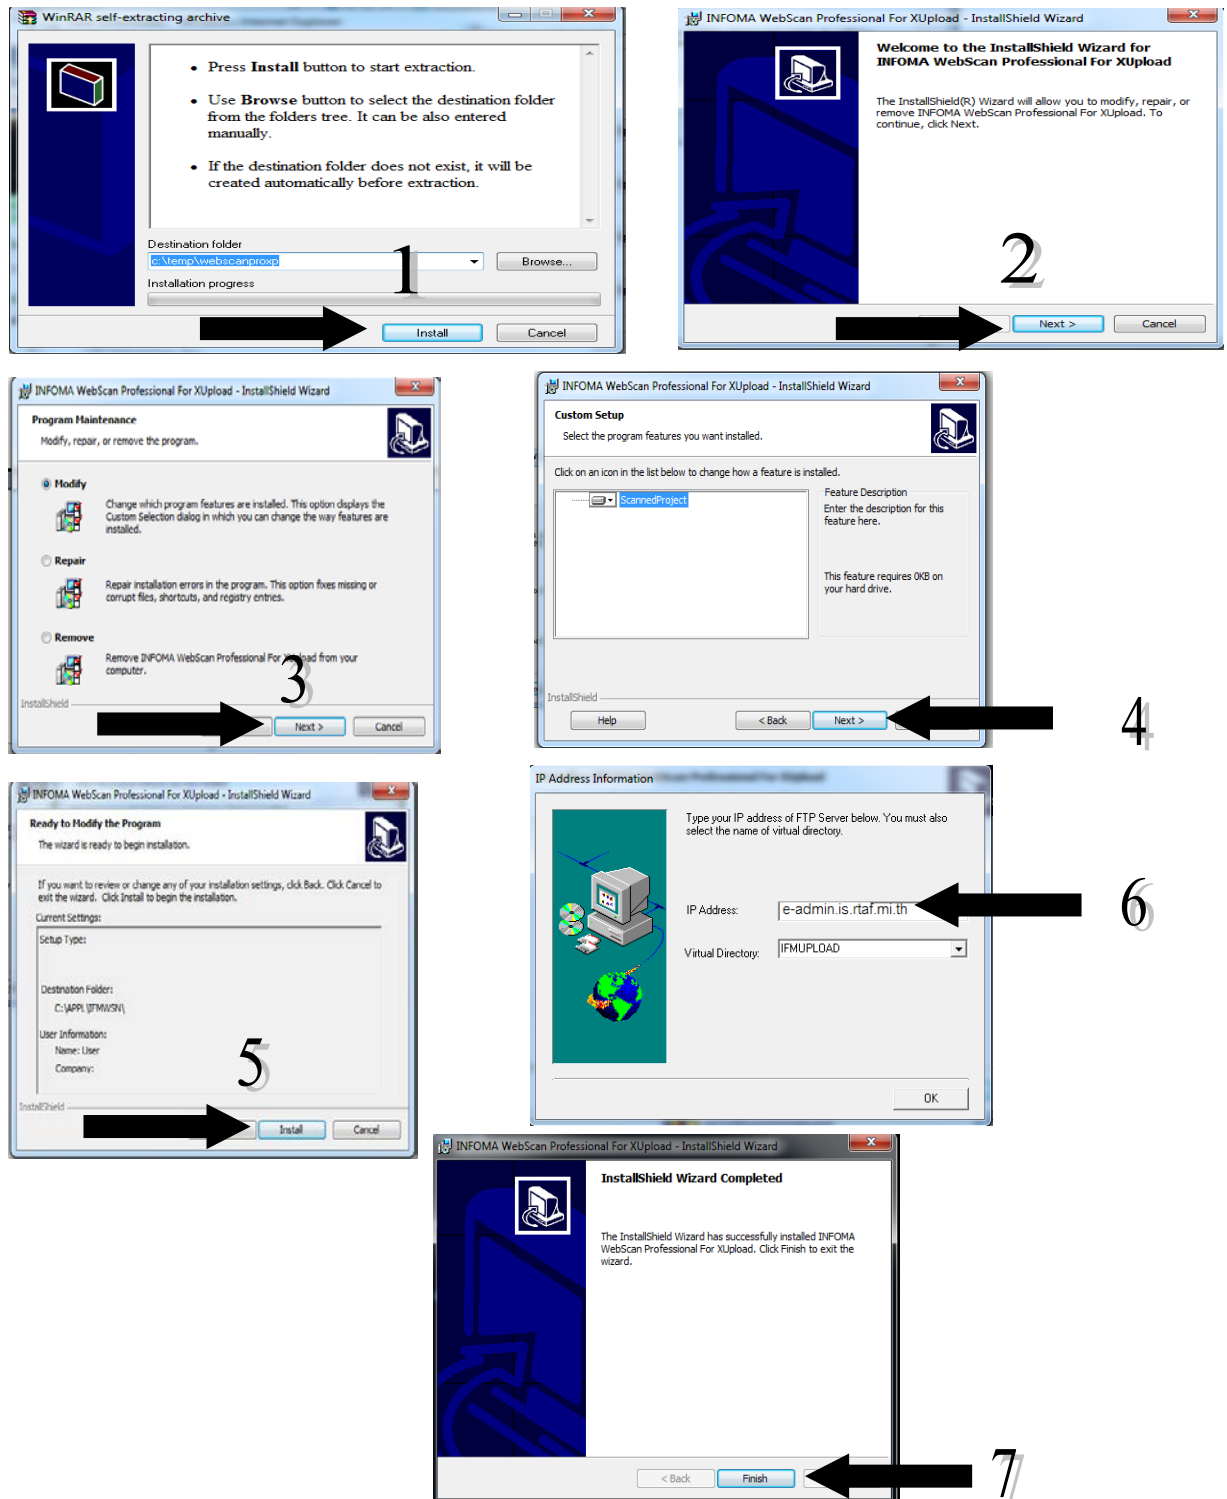 WinRAR self-extracting archive
• Press Install button to start extraction.
• Use Browse button to select the destination folder
from the folders tree. It can be also entered
manually.
• If the destination folder does not exist, it will be
created automatically before extraction.
Destination folder
c:\temp\webscanproxp
Browse...
Installation progress
Install
Cancel
1
INFOMA WebScan Professional For XUpload - InstallShield Wizard
Welcome to the InstallShield Wizard for
INFOMA WebScan Professional For XUpload
The InstallShield(R) Wizard will allow you to modify, repair, or
remove INFOMA WebScan Professional For XUpload. To
continue, click Next.
2
Next >
Cancel
INFOMA WebScan Professional For XUpload - InstallShield Wizard
Program Maintenance
Modify, repair, or remove the program.
Modify
Change which program features are installed. This option displays the
Custom Selection dialog in which you can change the way features are
installed.
Repair
Repair installation errors in the program. This option fixes missing or
corrupt files, shortcuts, and registry entries.
Remove
Remove INFOMA WebScan Professional For XUpload from your
computer.
3
InstallShield
Next >
Cancel
INFOMA WebScan Professional For XUpload - InstallShield Wizard
Custom Setup
Select the program features you want installed.
Click on an icon in the list below to change how a feature is installed.
ScannedProject
Feature Description
Enter the description for this
feature here.
This feature requires 0KB on
your hard drive.
InstallShield
Help
< Back
Next >
4
INFOMA WebScan Professional For XUpload - InstallShield Wizard
Ready to Modify the Program
The wizard is ready to begin installation.
If you want to review or change any of your installation settings, click Back. Click Cancel to
exit the wizard. Click Install to begin the installation.
Current Settings:
Setup Type:
Destination Folder:
C:\APPL\IFMWSN\
User Information:
Name: User
Company:
5
InstallShield
Install
Cancel
IP Address Information
Type your IP address of FTP Server below. You must also
select the name of virtual directory.
IP Address:
e-admin.is.rtaf.mi.th
6
Virtual Directory:
IFMUPLOAD
OK
INFOMA WebScan Professional For XUpload - InstallShield Wizard
InstallShield Wizard Completed
The InstallShield Wizard has successfully installed INFOMA
WebScan Professional For XUpload. Click Finish to exit the
wizard.
< Back
Finish
7